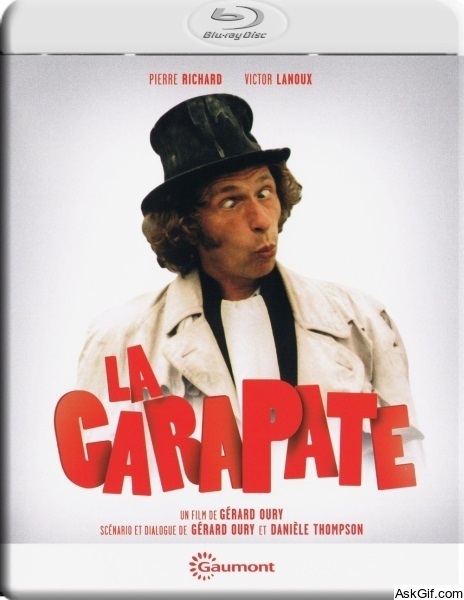 Blu-ray Disc
PIERRE RICHARD VICTOR LANOUX
LA
CARAPATE
UN FILM DE GÉRARD OURY
SCÉNARIO ET DIALOGUE DE GÉRARD OURY ET DANIÈLE THOMPSON
Gaumont
AskGif.com